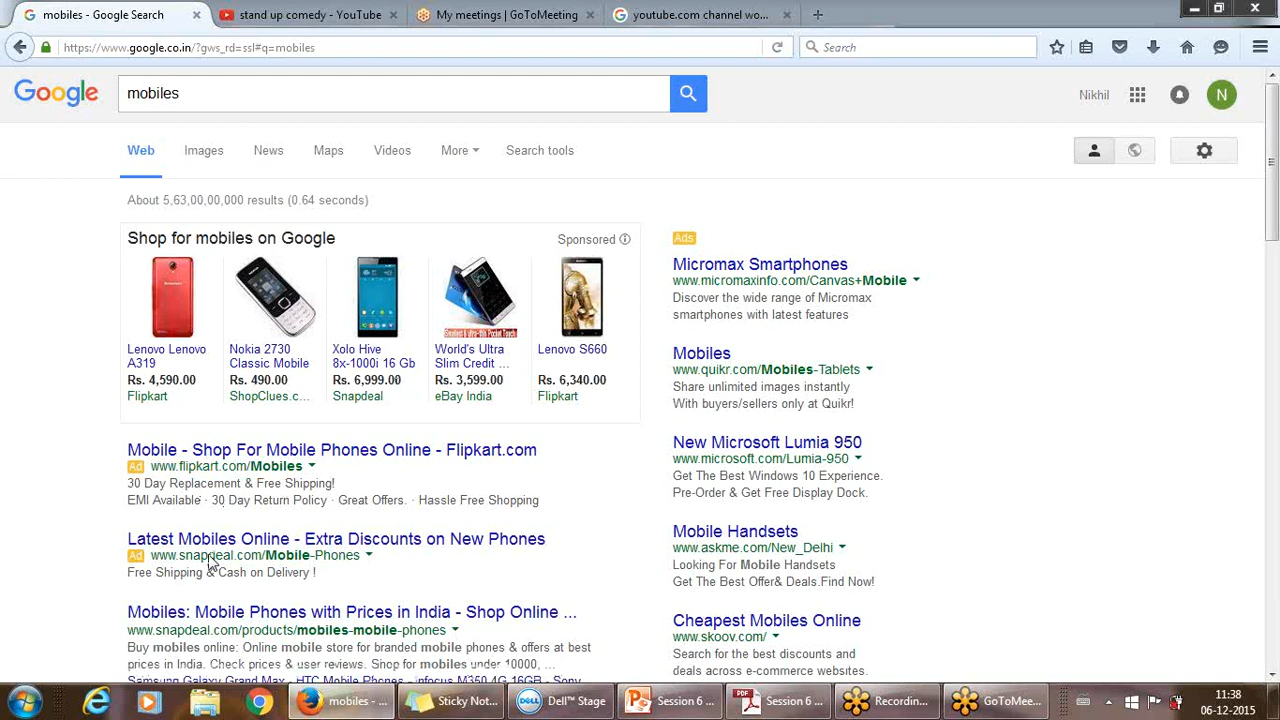 mobiles - Google Search
stand up comedy - YouTube
My meetings | GoToMeeting
youtube.com channel wo...
https://www.google.co.in/?gws_rd=ssl#q=mobiles
Search
Google
mobiles
Nikhil
N
Web
Images
News
Maps
Videos
More
Search tools
About 5,63,00,00,000 results (0.64 seconds)
Shop for mobiles on Google
Sponsored
Lenovo Lenovo
A319
Rs. 4,590.00
Flipkart
Nokia 2730
Classic Mobile
Rs. 490.00
ShopClues.c...
Xolo Hive
8x-1000i 16 Gb
Rs. 6,999.00
Snapdeal
World's Ultra
Slim Credit ...
Rs. 3,599.00
eBay India
Lenovo S660
Rs. 6,340.00
Flipkart
Mobile - Shop For Mobile Phones Online - Flipkart.com
Ad www.flipkart.com/Mobiles
30 Day Replacement & Free Shipping!
EMI Available · 30 Day Return Policy · Great Offers. · Hassle Free Shopping
Latest Mobiles Online - Extra Discounts on New Phones
Ad www.snapdeal.com/Mobile-Phones
Free Shipping & Cash on Delivery !
Mobiles: Mobile Phones with Prices in India - Shop Online ...
www.snapdeal.com/products/mobiles-mobile-phones
Buy mobiles online: Online mobile store for branded mobile phones & offers at best
prices in India. Check prices & user reviews. Shop for mobiles under 10000, ...
Samsung Galaxy Grand Max - HTC Mobile Phones - Infocus M350 4G 16GB - Sony
Ads
Micromax Smartphones
www.micromaxinfo.com/Canvas+Mobile
Discover the wide range of Micromax
smartphones with latest features
Mobiles
www.quikr.com/Mobiles-Tablets
Share unlimited images instantly
With buyers/sellers only at Quikr!
New Microsoft Lumia 950
www.microsoft.com/Lumia-950
Get The Best Windows 10 Experience.
Pre-Order & Get Free Display Dock.
Mobile Handsets
www.askme.com/New_Delhi
Looking For Mobile Handsets
Get The Best Offer& Deals.Find Now!
Cheapest Mobiles Online
www.skoov.com/
Search for the best discounts and
deals across e-commerce websites.
mobiles - ...
Sticky Not...
Dell™ Stage
Session 6 ...
Session 6 ...
Recordin...
GoToMee...
11:38
06-12-2015